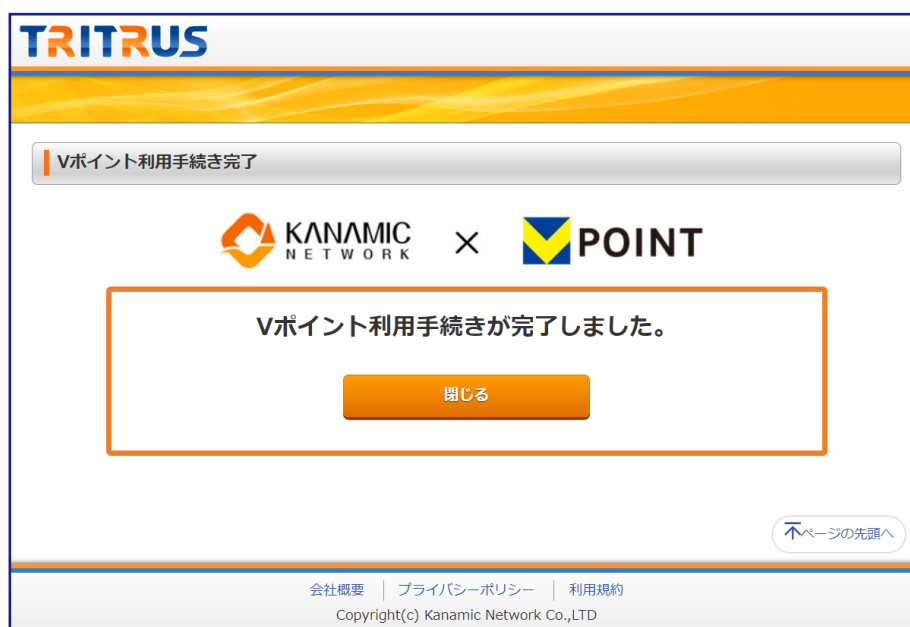 TRITRUS
Vポイント利用手続き完了
KANAMIC NETWORK × V POINT
Vポイント利用手続きが完了しました。
閉じる
ページの先頭へ
会社概要 │ プライバシーポリシー │ 利用規約
Copyright(c) Kanamic Network Co.,LTD